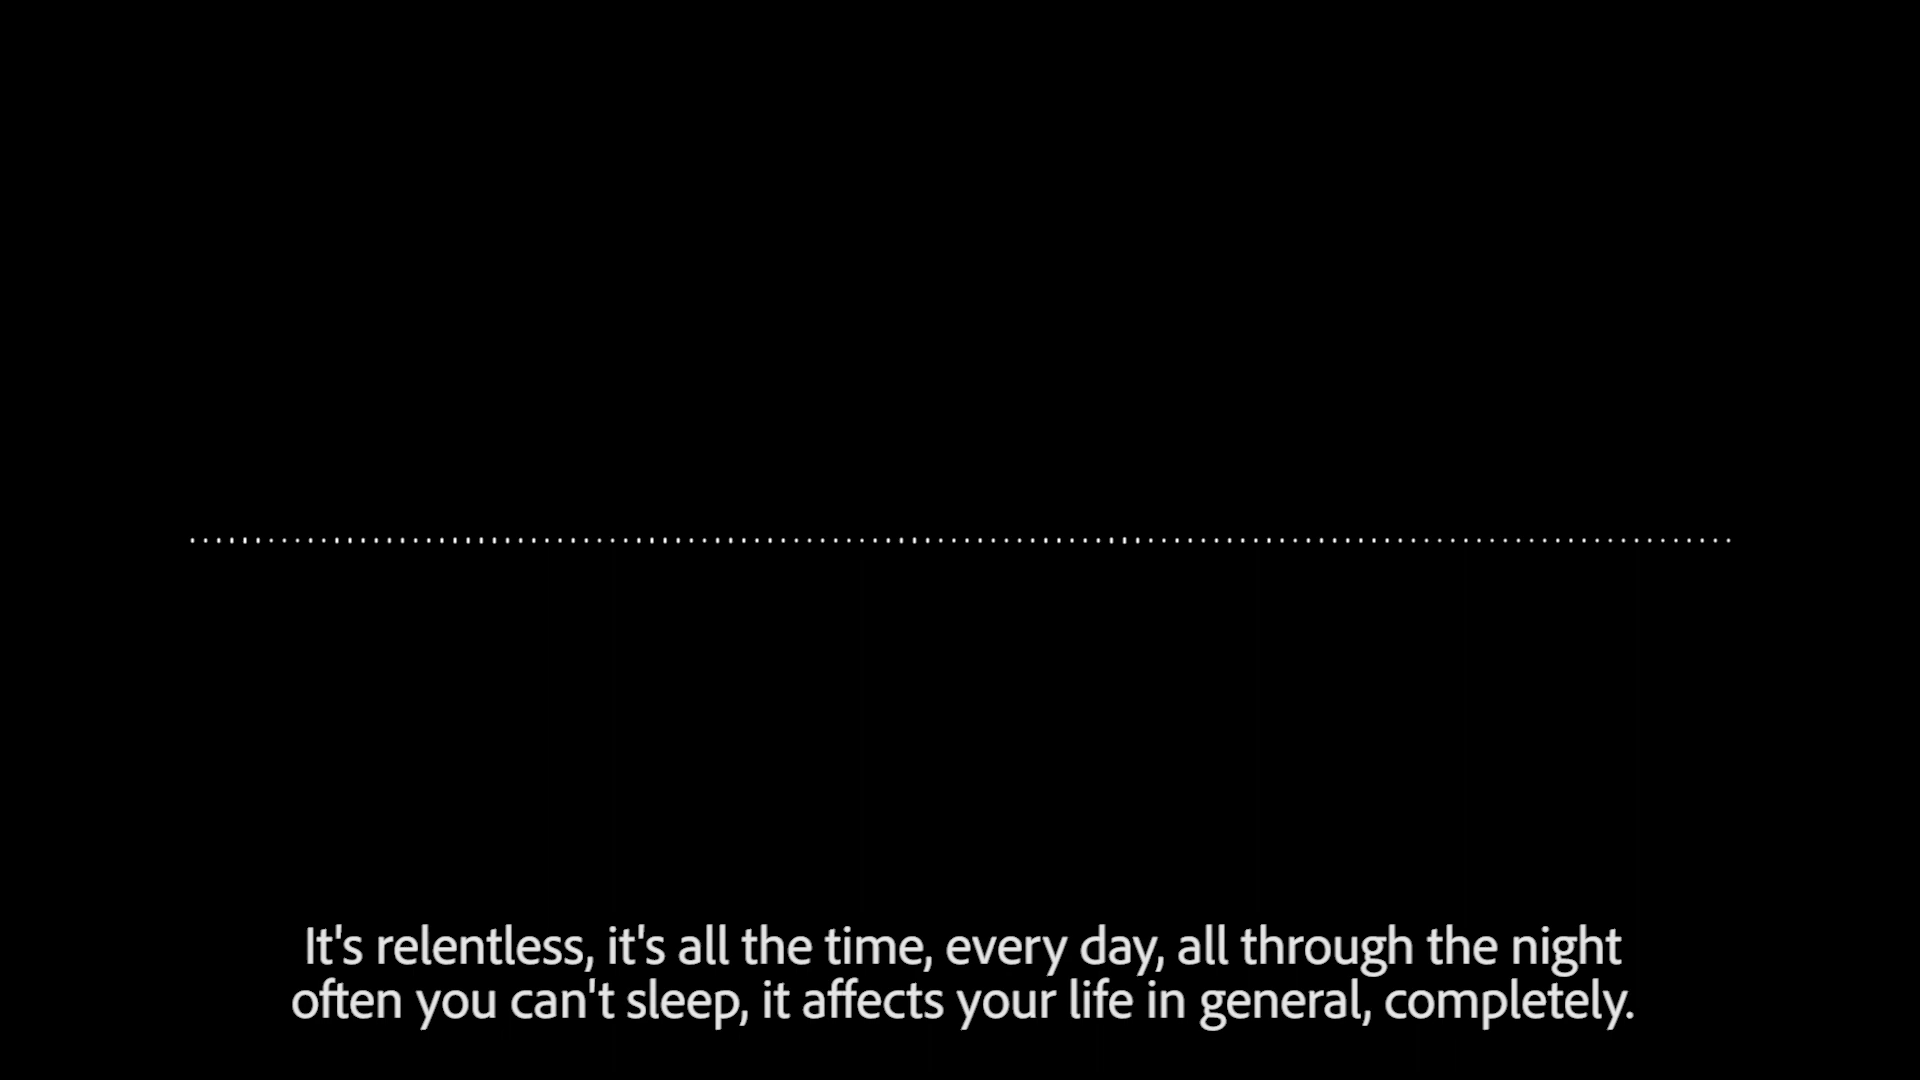 It's relentless, it's all the time, every day, all through the night
often you can't sleep, it affects your life in general, completely.